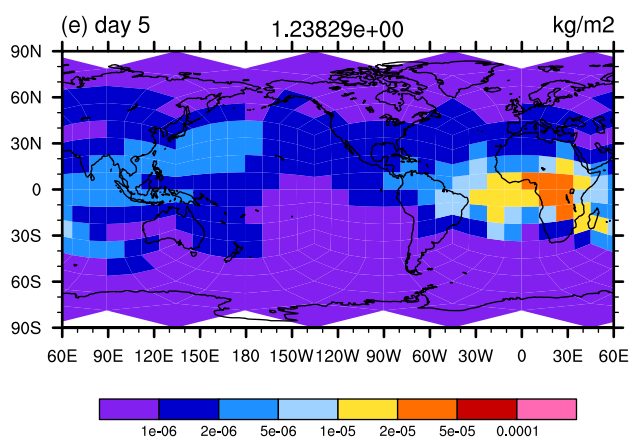 (e) day 5 1.23829e+00 kg/m2
90N
60N
30N
0
30S
60S
90S
60E 90E 120E 150E 180 150W 120W 90W 60W 30W 0 30E 60E
1e-06 2e-06 5e-06 1e-05 2e-05 5e-05 0.0001